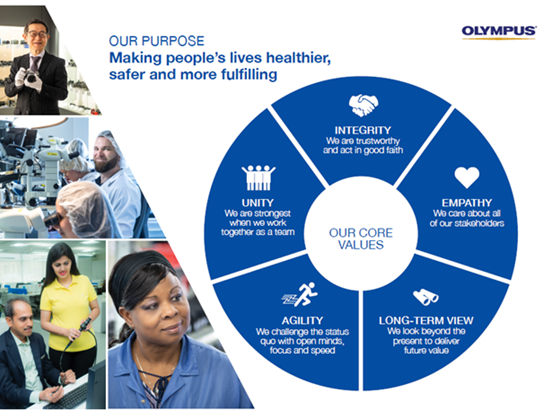 OUR PURPOSE
Making people's lives healthier,
safer and more fulfilling
OLYMPUS
INTEGRITY
We are trustworthy
and act in good faith
EMPATHY
We care about all
of our stakeholders
LONG-TERM VIEW
We look beyond the
present to deliver
future value
AGILITY
We challenge the status
quo with open minds,
focus and speed
UNITY
We are strongest
when we work
together as a team
OUR CORE
VALUES